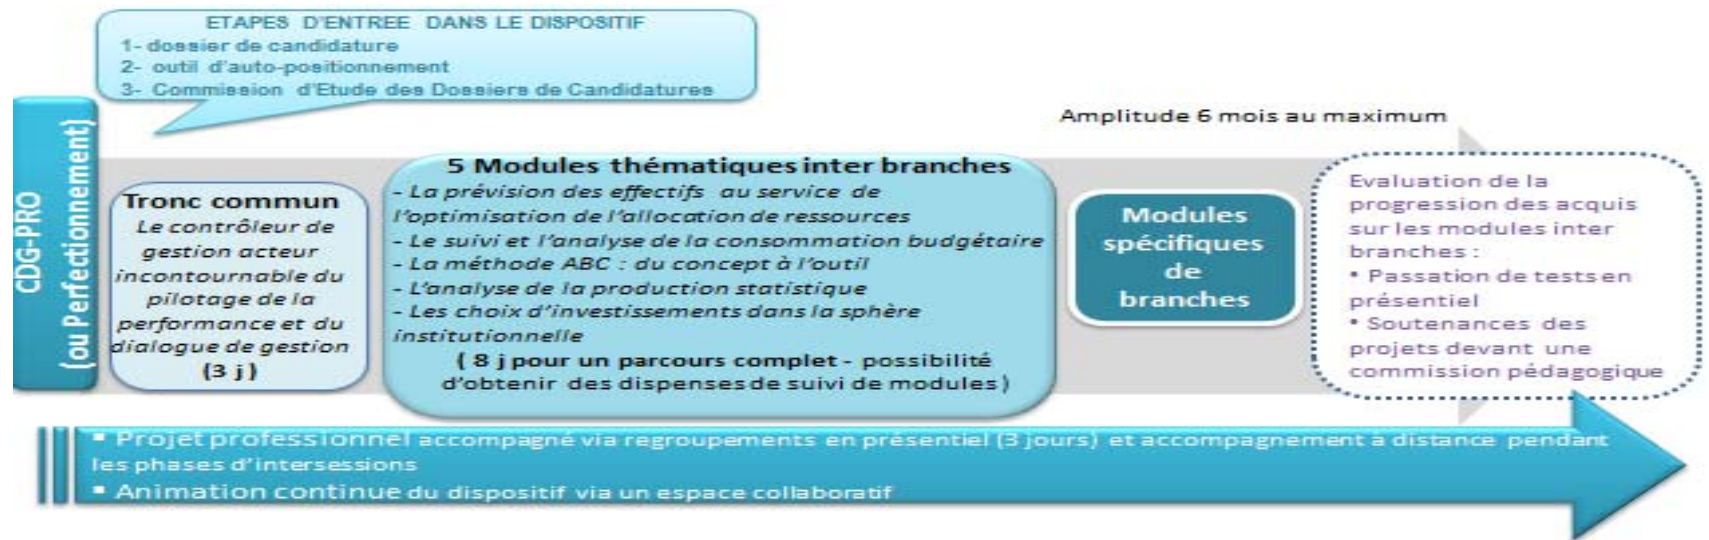 ETAPES D'ENTREE DANS LE DISPOSITIF
1- dossier de candidature
2- outil d'auto-positionnement
3- Commission d'Etude des Dossiers de Candidatures
CDG-PRO
(ou Perfectionnement)
Tronc commun
Le contrôleur de
gestion acteur
incontournable du
pilotage de la
performance et du
dialogue de gestion
(3 j)
5 Modules thématiques inter branches
- La prévision des effectifs au service de
l'optimisation de l'allocation de ressources
- Le suivi et l'analyse de la consommation budgétaire
- La méthode ABC : du concept à l'outil
- L'analyse de la production statistique
- Les choix d'investissements dans la sphère
institutionnelle
( 8 j pour un parcours complet - possibilité
d'obtenir des dispenses de suivi de modules)
Modules
spécifiques
de
branches
Amplitude 6 mois au maximum
Evaluation de la
progression des acquis
sur les modules inter
branches :
• Passation de tests en
présentiel
• Soutenances des
projets devant une
commission pédagogique
▪ Projet professionnel accompagné via regroupements en présentiel (3 jours) et accompagnement à distance pendant
les phases d'intersessions
▪ Animation continue du dispositif via un espace collaboratif